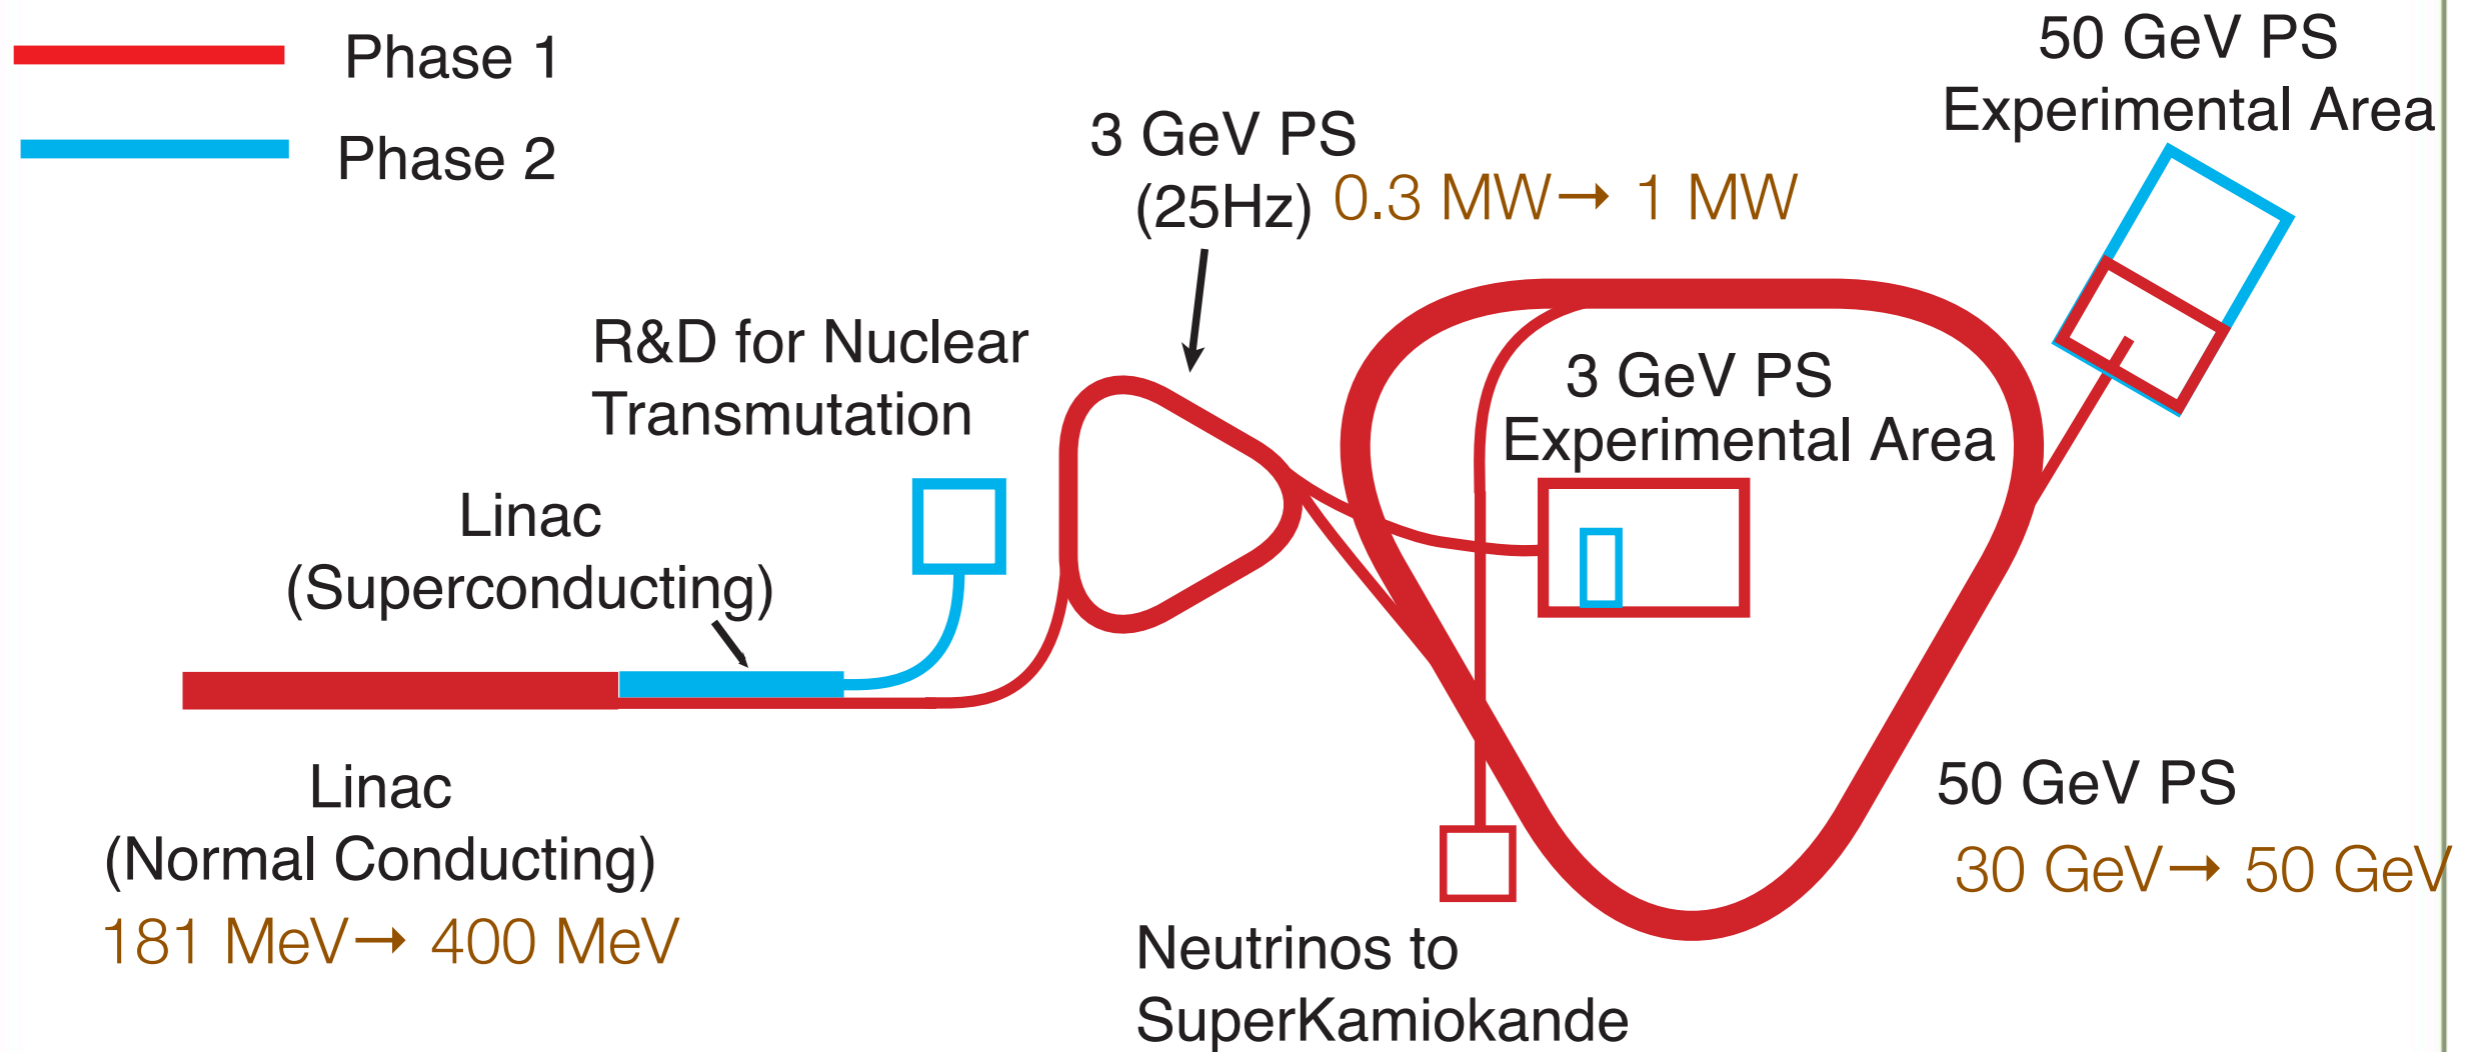 Phase 1
Phase 2
50 GeV PS
Experimental Area
3 GeV PS
(25Hz) 0.3 MW→ 1 MW
R&D for Nuclear
Transmutation
3 GeV PS
Experimental Area
Linac
(Superconducting)
Linac
(Normal Conducting)
181 MeV→ 400 MeV
50 GeV PS
30 GeV→ 50 GeV
Neutrinos to
SuperKamiokande